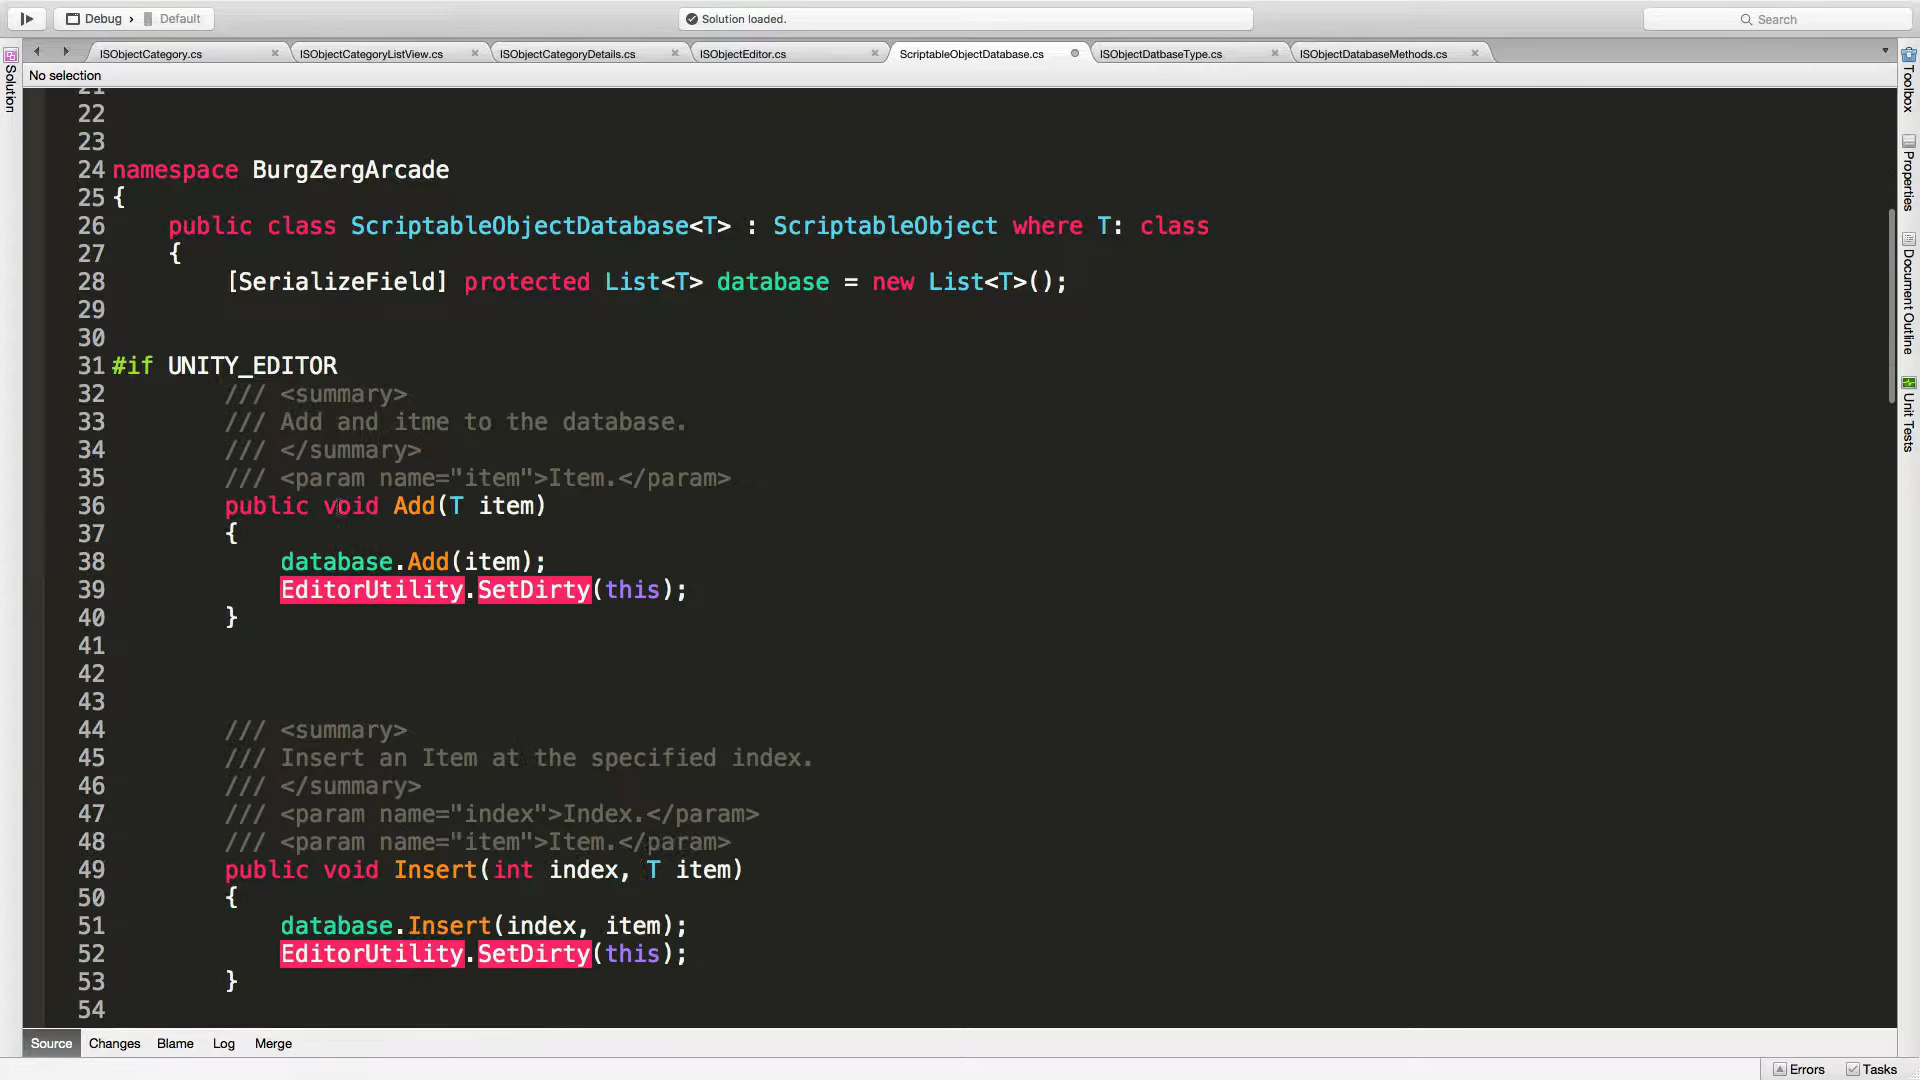 Debug › Default
Solution loaded.
Search
ISObjectCategory.cs
ISObjectCategoryListView.cs
ISObjectCategoryDetails.cs
ISObjectEditor.cs
ScriptableObjectDatabase.cs
ISObjectDatbaseType.cs
ISObjectDatabaseMethods.cs
No selection
Solution
Toolbox
Properties
Document Outline
Unit Tests
21
22
23
24 namespace BurgZergArcade
25 {
26 public class ScriptableObjectDatabase<T> : ScriptableObject where T: class
27 {
28 [SerializeField] protected List<T> database = new List<T>();
29
30
31 #if UNITY_EDITOR
32 /// <summary>
33 /// Add and itme to the database.
34 /// </summary>
35 /// <param name="item">Item.</param>
36 public void Add(T item)
37 {
38 database.Add(item);
39 EditorUtility.SetDirty(this);
40 }
41
42
43
44 /// <summary>
45 /// Insert an Item at the specified index.
46 /// </summary>
47 /// <param name="index">Index.</param>
48 /// <param name="item">Item.</param>
49 public void Insert(int index, T item)
50 {
51 database.Insert(index, item);
52 EditorUtility.SetDirty(this);
53 }
54
Source Changes Blame Log Merge
Errors Tasks